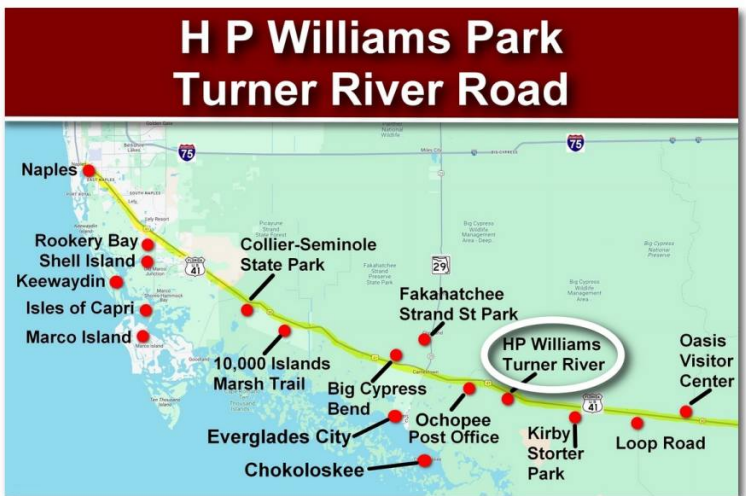 H P Williams Park
Turner River Road
75
75
Naples
Rookery Bay
Shell Island
Keewaydin
Isles of Capri
Marco Island
Collier-Seminole
State Park
41
29
Fakahatchee
Strand St Park
HP Williams
Turner River
Oasis
Visitor
Center
10,000 Islands
Marsh Trail
Big Cypress
Bend
Ochopee
Post Office
41
Kirby
Storter
Park
Loop Road
Everglades City
Chokoloskee